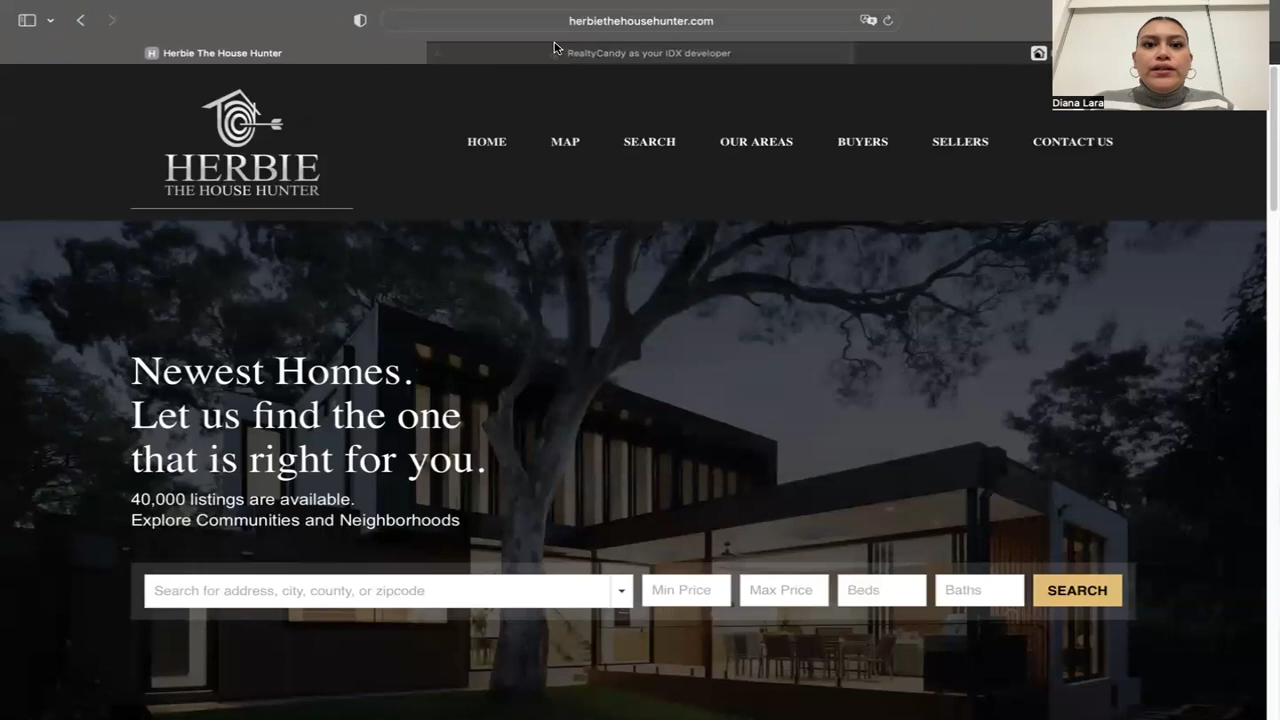 herbiethehousehunter.com
Herbie The House Hunter
RealtyCandy as your IDX developer
Diana Lara
HERBIE
THE HOUSE HUNTER
HOME MAP SEARCH OUR AREAS BUYERS SELLERS CONTACT US
Newest Homes.
Let us find the one
that is right for you.
40,000 listings are available.
Explore Communities and Neighborhoods
Search for address, city, county, or zipcode Min Price Max Price Beds Baths SEARCH